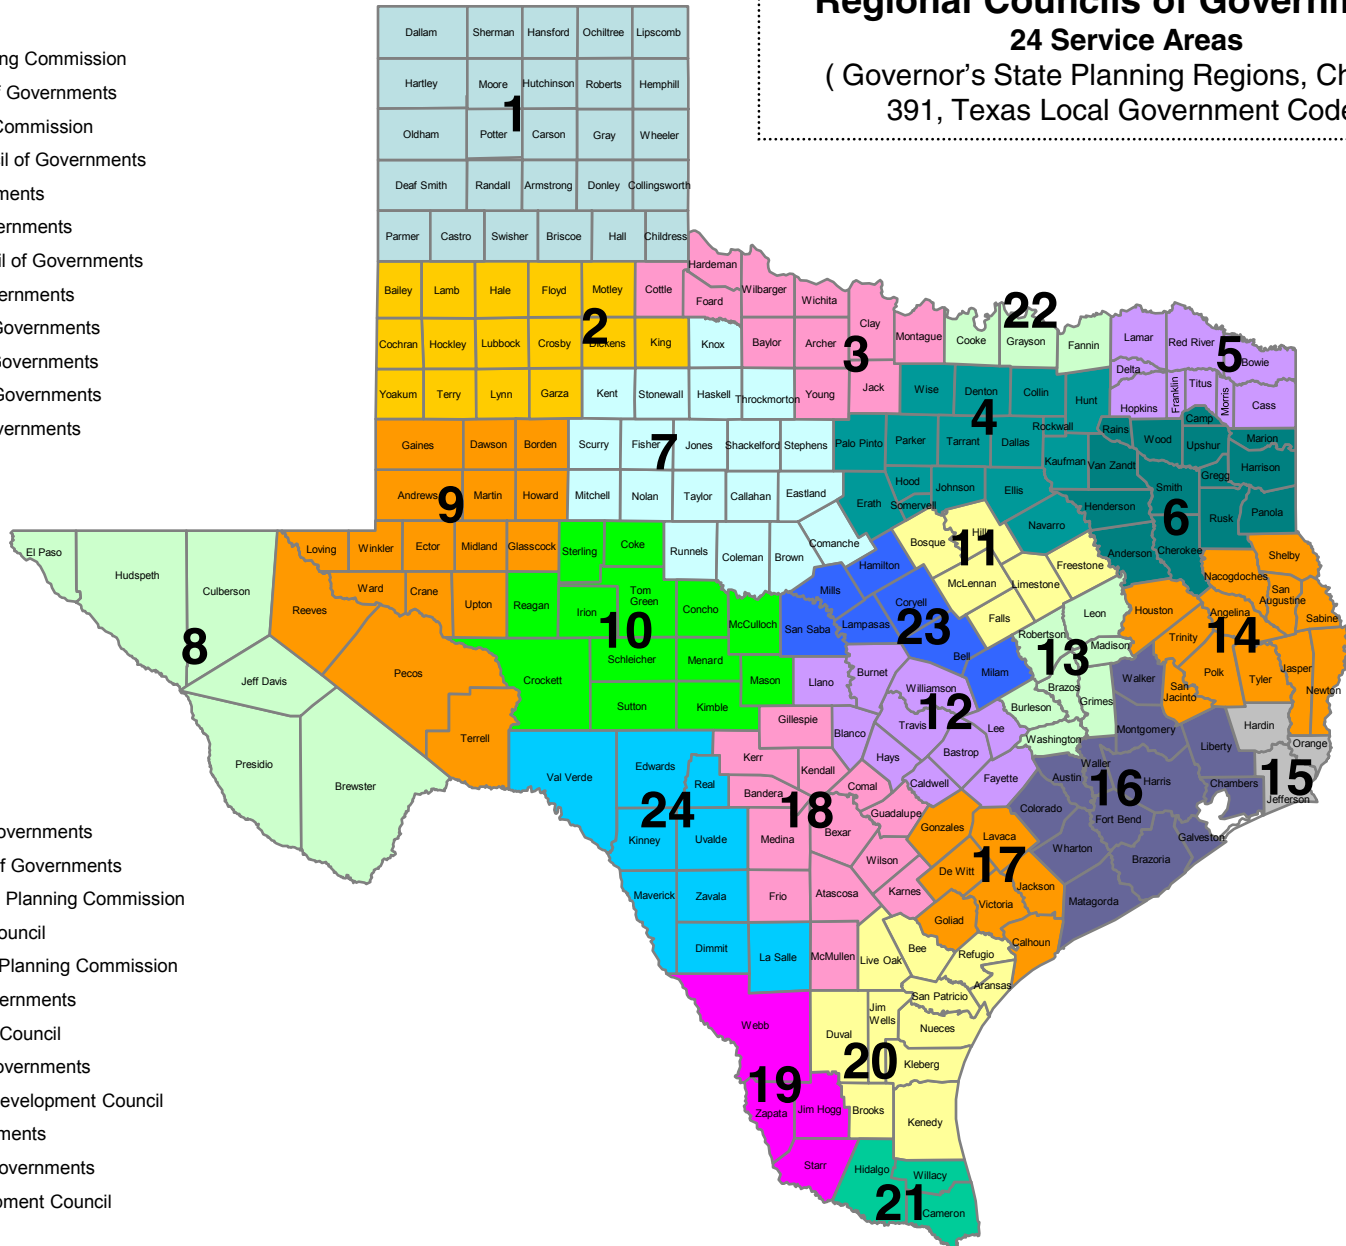 Regional Councils of Governm
24 Service Areas
( Governor's State Planning Regions, Ch
391, Texas Local Government Code
ng Commission
f Governments
Commission
il of Governments
ments
ernments
il of Governments
ernments
Governments
Governments
Governments
vernments
overnments
f Governments
Planning Commission
ouncil
Planning Commission
ernments
Council
overnments
evelopment Council
ments
overnments
pment Council
Dallam Sherman Hansford Ochiltree Lipscomb
Hartley Moore Hutchinson Roberts Hemphill
1
Oldham Potter Carson Gray Wheeler
Deaf Smith Randall Armstrong Donley Collingsworth
Parmer Castro Swisher Briscoe Hall Childress
Hardeman
Bailey Lamb Hale Floyd Motley Cottle Foard Wilbarger Wichita
2 22
Clay Montague Cooke Grayson Fannin Lamar Red River Bowie
Cochran Hockley Lubbock Crosby Dickens King Knox Baylor Archer
3 5
Delta Franklin Titus Morris Cass Hopkins Camp
Yoakum Terry Lynn Garza Kent Stonewall Haskell Throckmorton Young Jack Wise Denton Collin Hunt
4
Rockwall Rains Wood Upshur Marion
Gaines Dawson Borden Scurry Fisher Jones Shackelford Stephens Palo Pinto Parker Tarrant Dallas
7
Kaufman Van Zandt Smith Gregg Harrison
Andrews Martin Howard Mitchell Nolan Taylor Callahan Eastland Erath Hood Somervell Johnson Ellis
9 6
Henderson Rusk Panola Navarro
El Paso Hudspeth Culberson Loving Winkler Ector Midland Glasscock Sterling Coke Runnels Coleman Brown Comanche
Hamilton Bosque Hill Freestone Anderson Cherokee Nacogdoches Shelby
11
Reeves Ward Crane Upton Reagan Irion Tom Green Concho McCulloch
8 10
Mills San Saba Lampasas Coryell McLennan Limestone Falls
23
Bell Milam Robertson Leon Madison Houston Angelina San Augustine Sabine
13 14
Trinity Polk Tyler Jasper Newton San Jacinto
Jeff Davis Pecos Crockett Schleicher Menard Mason Llano Burnet Williamson
Brazos Burleson Grimes Walker Washington
12
Presidio Brewster Terrell Sutton Kimble Gillespie Blanco Travis Lee
Hays Bastrop Fayette Caldwell
Montgomery Liberty Hardin Orange
15
Jefferson Chambers
Val Verde Edwards Real Kerr Kendall Bandera Comal Guadalupe
24 18
Kinney Uvalde Medina Bexar Wilson Gonzales Lavaca
17
Austin Waller Harris Colorado Fort Bend
16
Wharton Brazoria Galveston Matagorda
Maverick Zavala Frio Atascosa Karnes De Witt Jackson Victoria Goliad Calhoun
Dimmit La Salle McMullen Live Oak Bee Refugio Aransas
San Patricio
Webb Duval Jim Wells Nueces
19 20
Kleberg
Zapata Jim Hogg Brooks Kenedy
Starr Hidalgo Willacy
21
Cameron